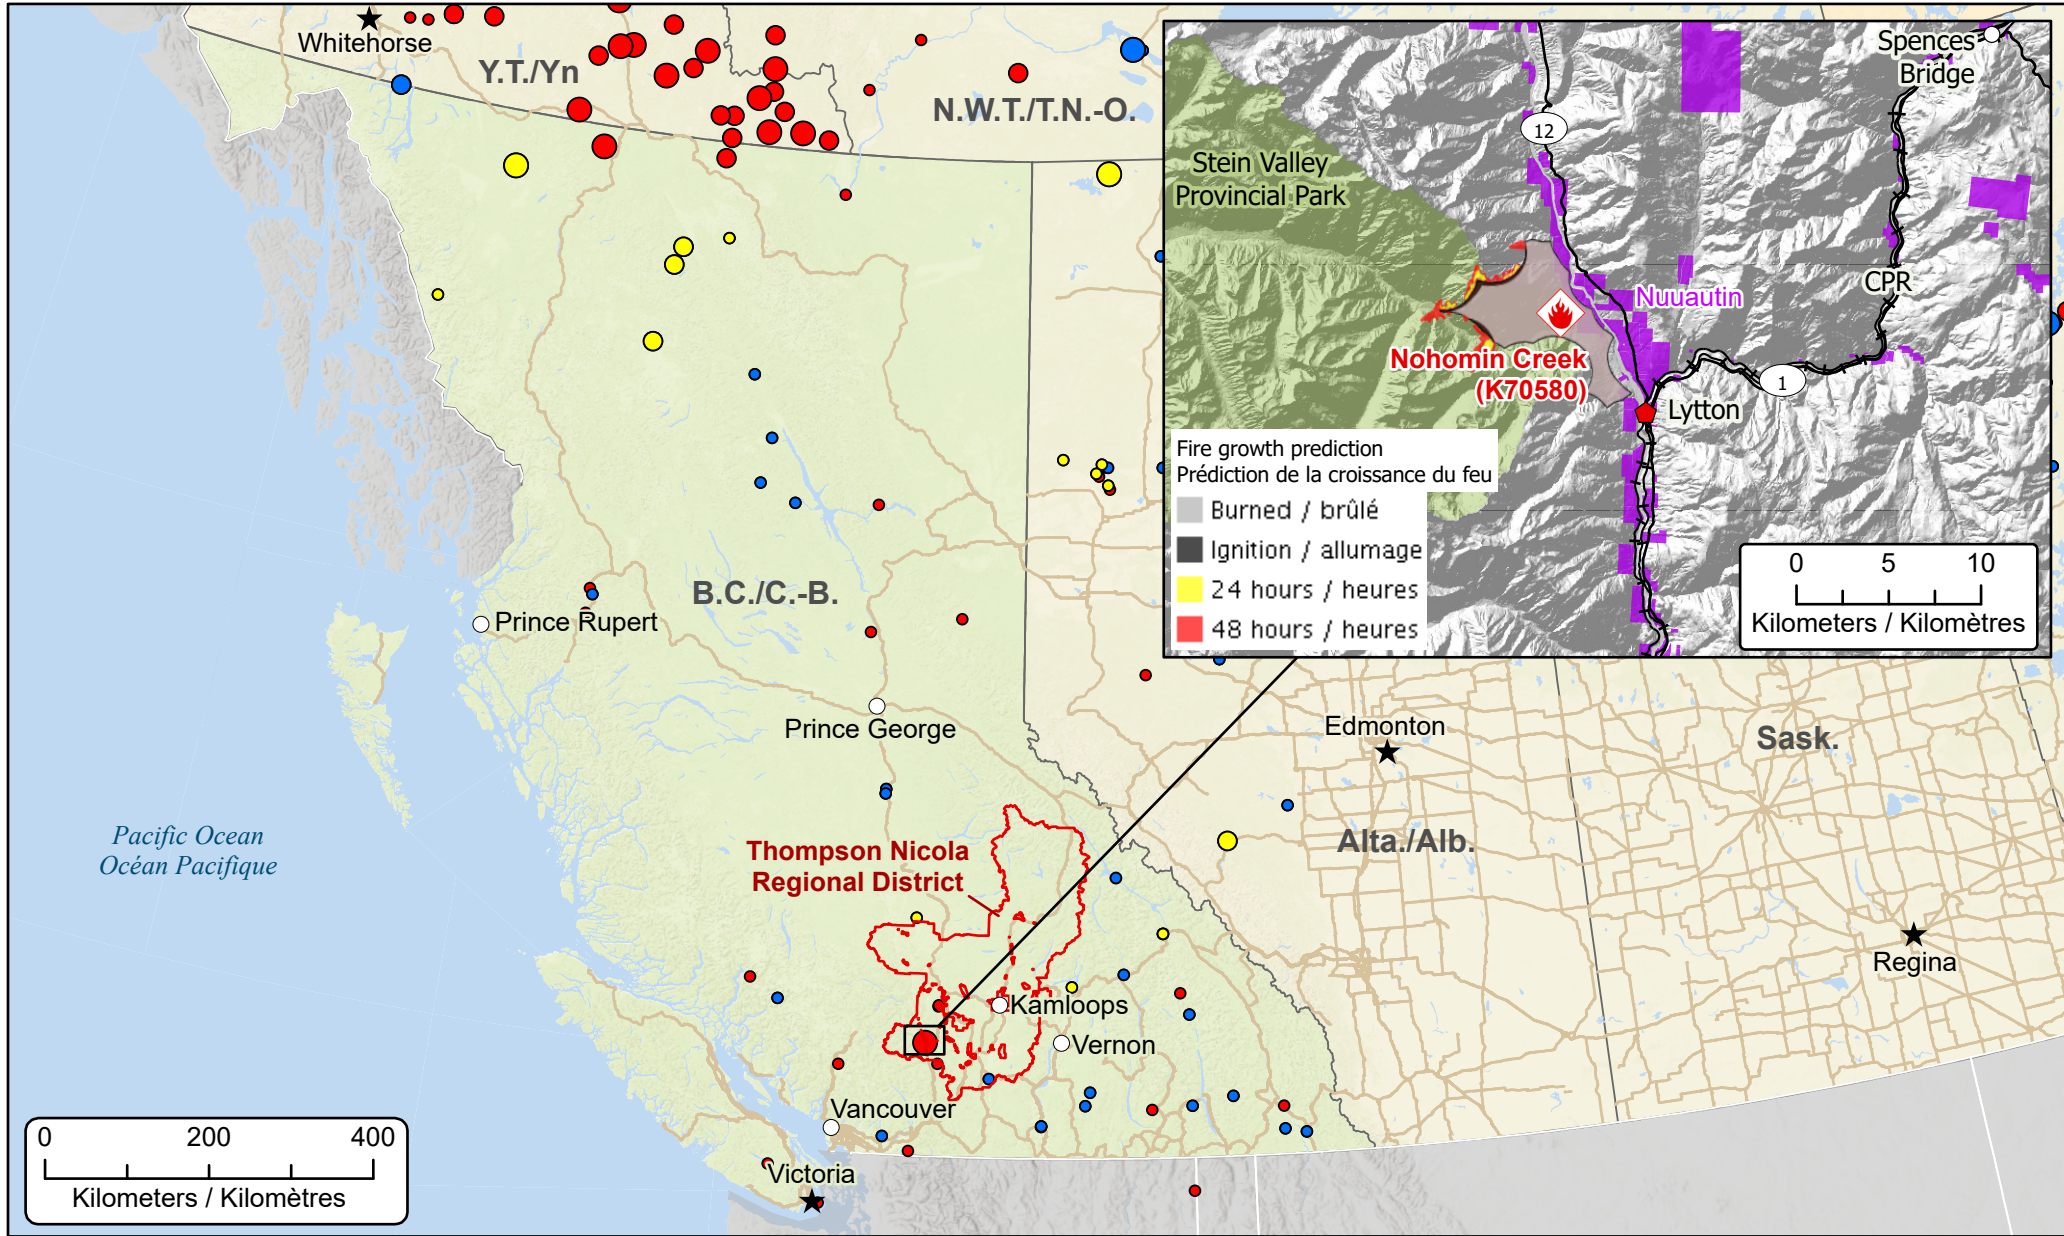 Whitehorse
Y.T./Yn
N.W.T./T.N.-O.
B.C./C.-B.
Prince Rupert
Prince George
Edmonton
Sask.
Alta./Alb.
Regina
Pacific Ocean
Océan Pacifique
Thompson Nicola
Regional District
Kamloops
Vernon
Vancouver
Victoria
0 200 400
Kilometers / Kilomètres
Spences
Bridge
12
Stein Valley
Provincial Park
Nuuautin
CPR
Nohomin Creek
(K70580)
1
Lytton
Fire growth prediction
Prédiction de la croissance du feu
Burned / brûlé
Ignition / allumage
24 hours / heures
48 hours / heures
0 5 10
Kilometers / Kilomètres